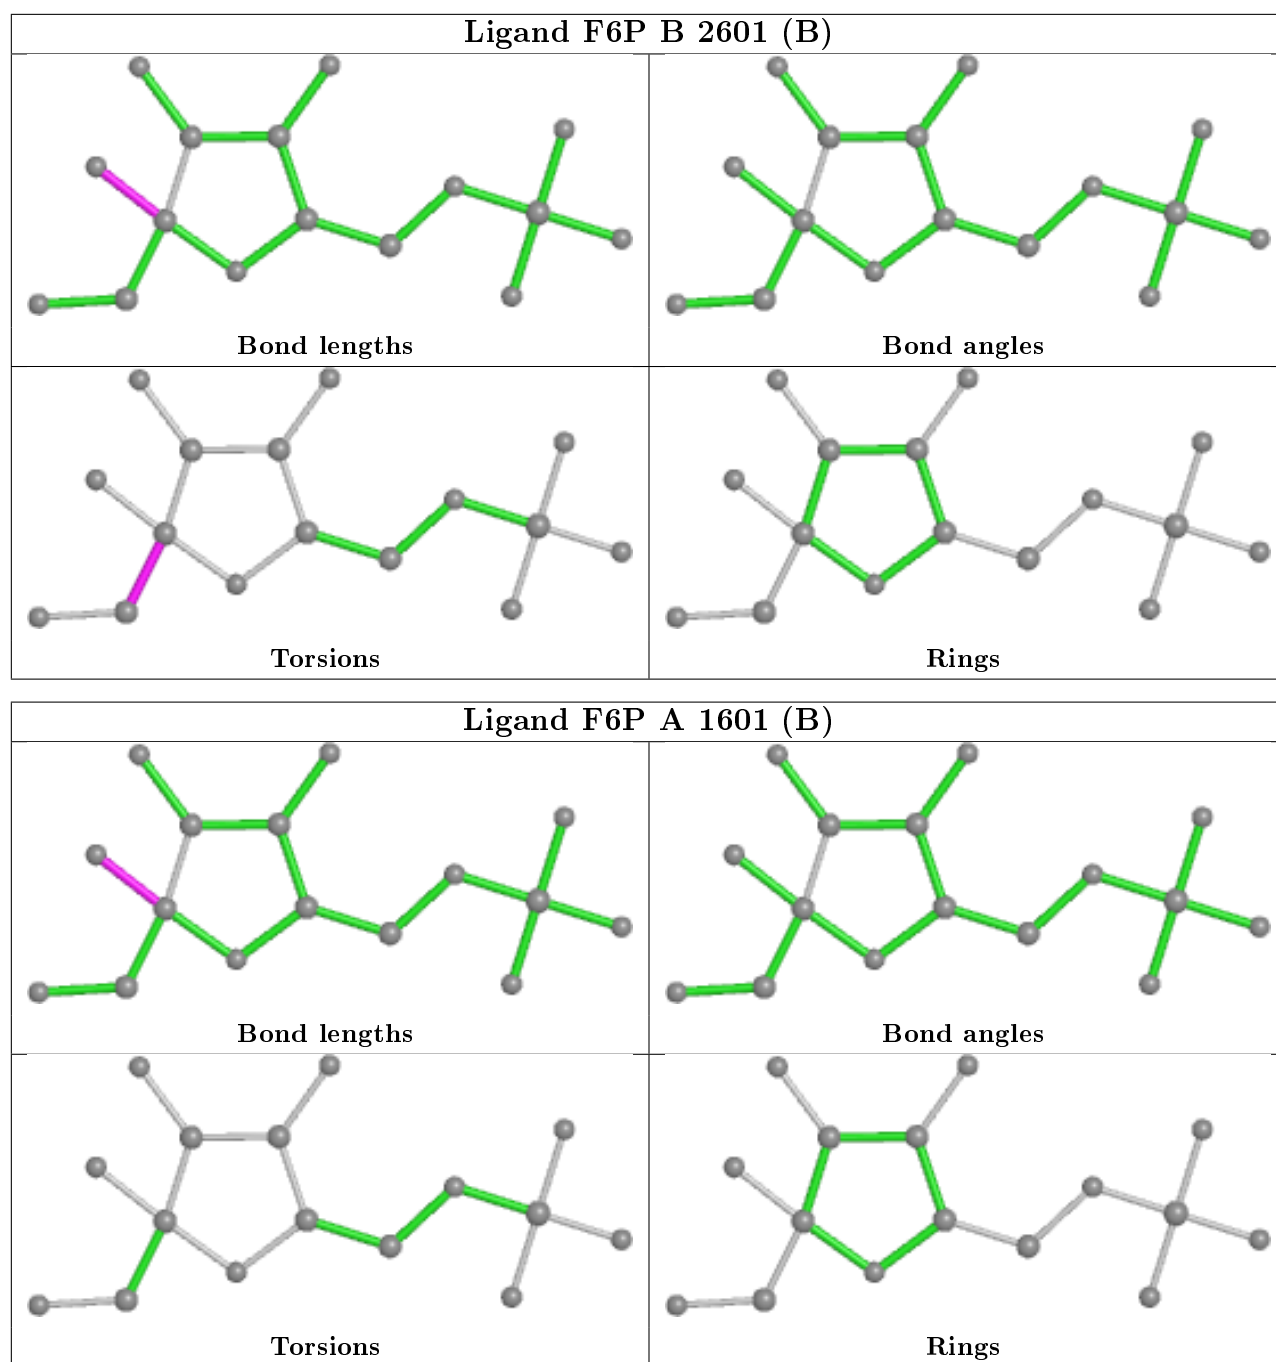 Ligand F6P B 2601 (B)
Bond lengths
Bond angles
Torsions
Rings
Ligand F6P A 1601 (B)
Bond lengths
Bond angles
Torsions
Rings